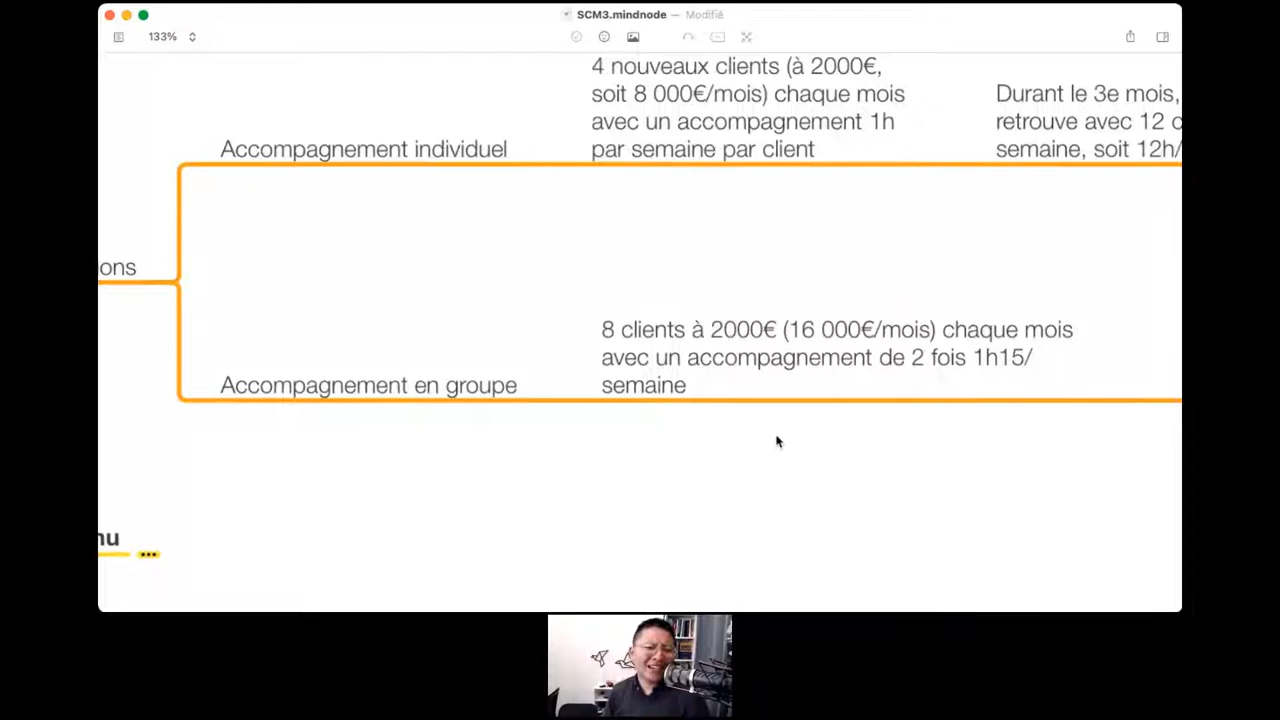 SCM3.mindnode — Modifié
133%
4 nouveaux clients (à 2000€,
soit 8 000€/mois) chaque mois
avec un accompagnement 1h
par semaine par client
Durant le 3e mois,
retrouve avec 12 c
semaine, soit 12h/
Accompagnement individuel
ons
8 clients à 2000€ (16 000€/mois) chaque mois
avec un accompagnement de 2 fois 1h15/
semaine
Accompagnement en groupe
nu